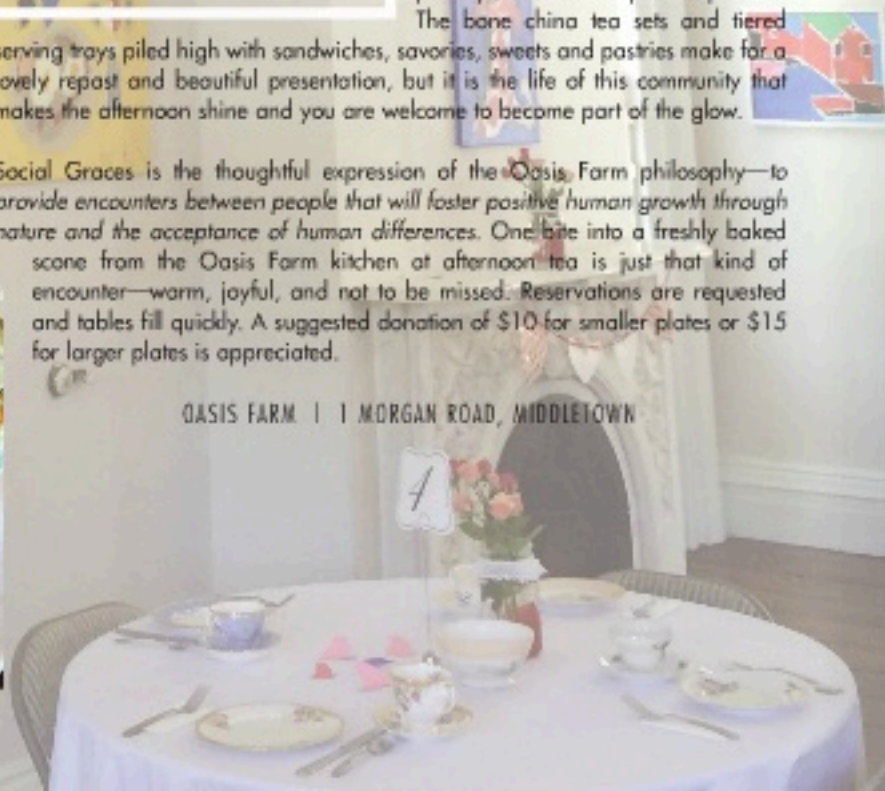 The bone china tea sets and tiered
serving trays piled high with sandwiches, savories, sweets and pastries make for a
lovely repast and beautiful presentation, but it is the life of this community that
makes the afternoon shine and you are welcome to become part of the glow.
Social Graces is the thoughtful expression of the Oasis Farm philosophy—to
provide encounters between people that will foster positive human growth through
nature and the acceptance of human differences. One bite into a freshly baked
scone from the Oasis Farm kitchen at afternoon tea is just that kind of
encounter—warm, joyful, and not to be missed. Reservations are requested
and tables fill quickly. A suggested donation of $10 for smaller plates or $15
for larger plates is appreciated.
OASIS FARM | 1 MORGAN ROAD, MIDDLETOWN
4